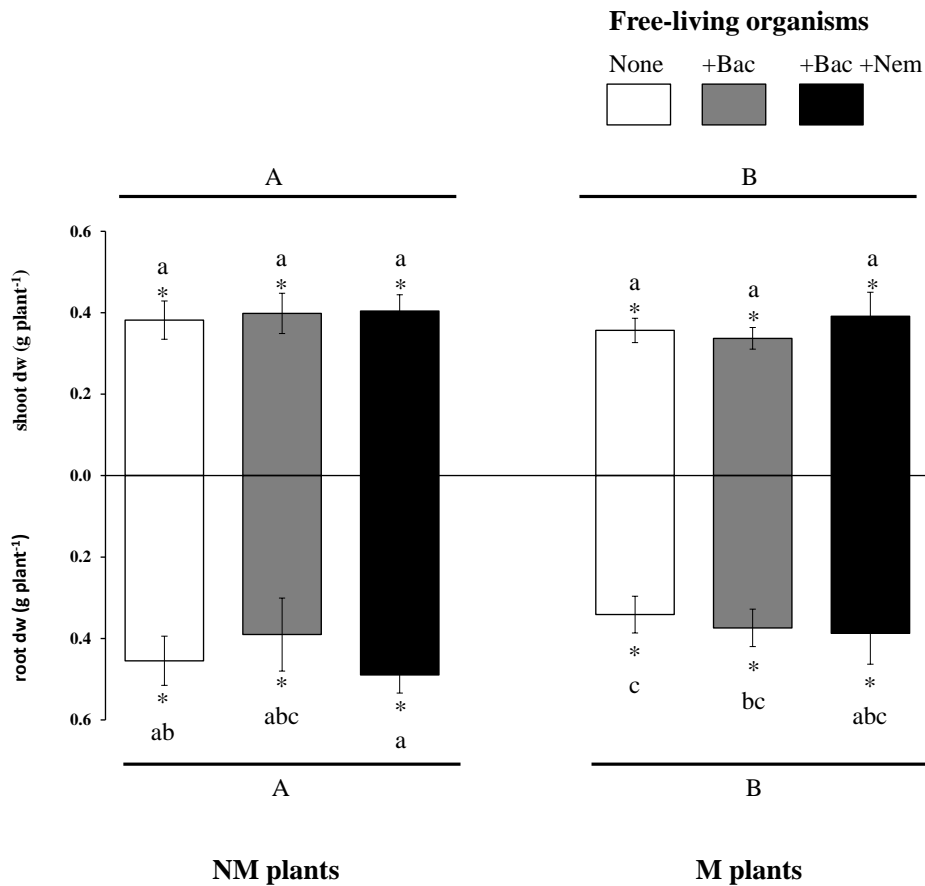 Free-living organisms
None +Bac +Bac +Nem
A B
0.6
a a a a a a
* * * * * *
0.4
shoot dw (g plant⁻¹)
0.2
0.0
0.2
root dw (g plant⁻¹)
0.4
* * * * * *
0.6
ab abc a c bc abc
A B
NM plants M plants